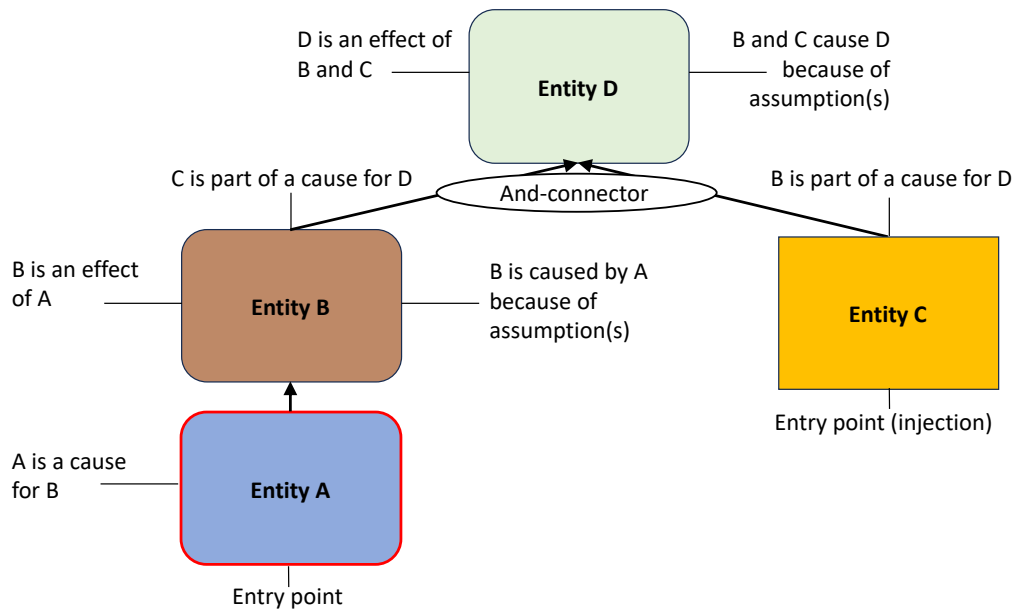 D is an effect of
B and C
Entity D
B and C cause D
because of
assumption(s)
C is part of a cause for D
And-connector
B is part of a cause for D
B is an effect
of A
Entity B
B is caused by A
because of
assumption(s)
Entity C
Entry point (injection)
A is a cause
for B
Entity A
Entry point